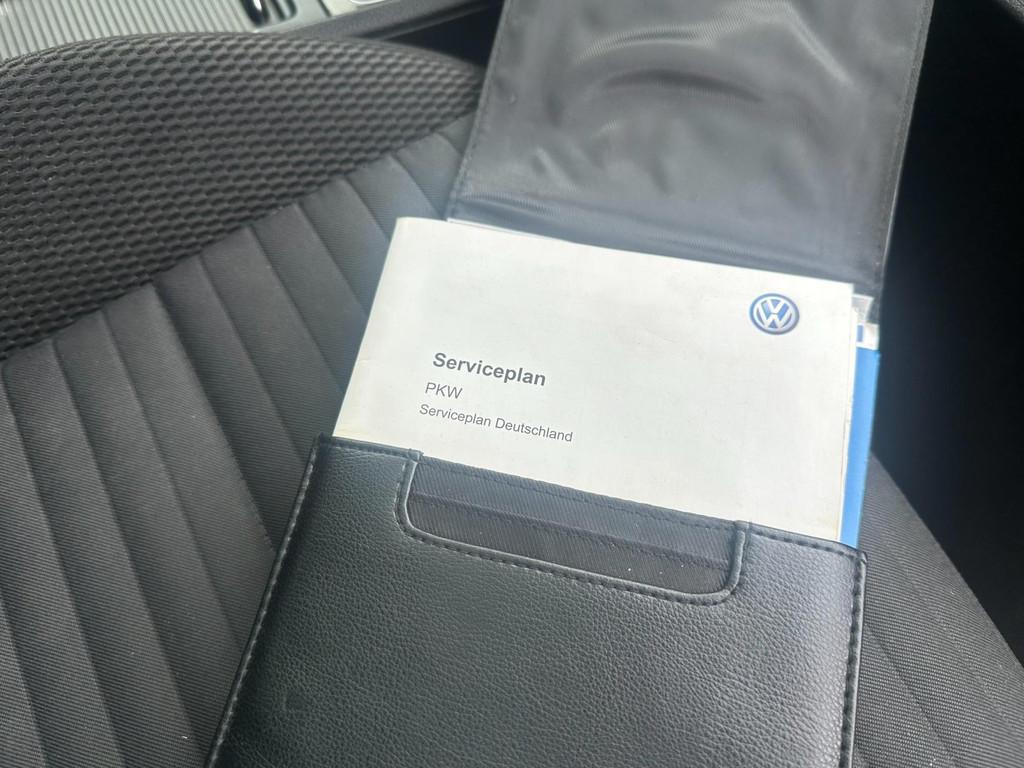 Serviceplan
PKW
Serviceplan Deutschland